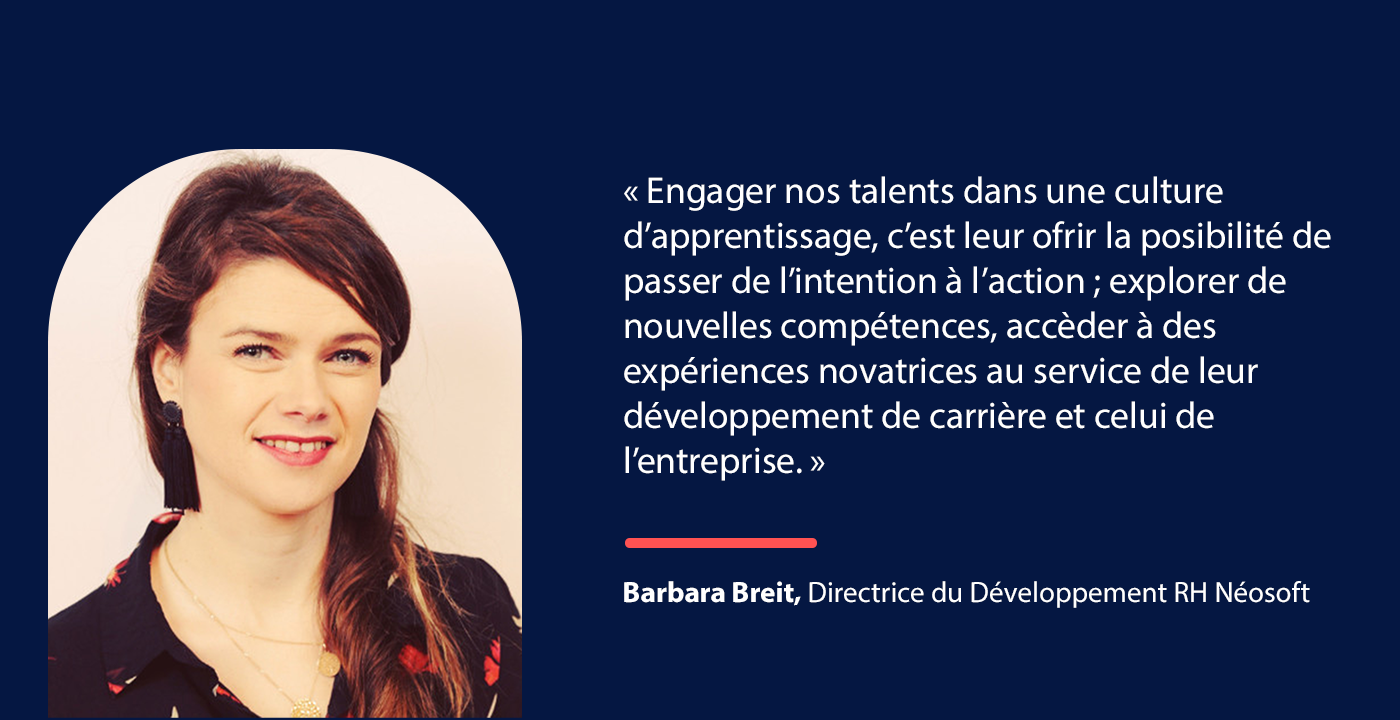 « Engager nos talents dans une culture
d’apprentissage, c’est leur ofrir la posibilité de
passer de l’intention à l’action ; explorer de
nouvelles compétences, accèder à des
expériences novatrices au service de leur
développement de carrière et celui de
l’entreprise. »
Barbara Breit, Directrice du Développement RH Néosoft